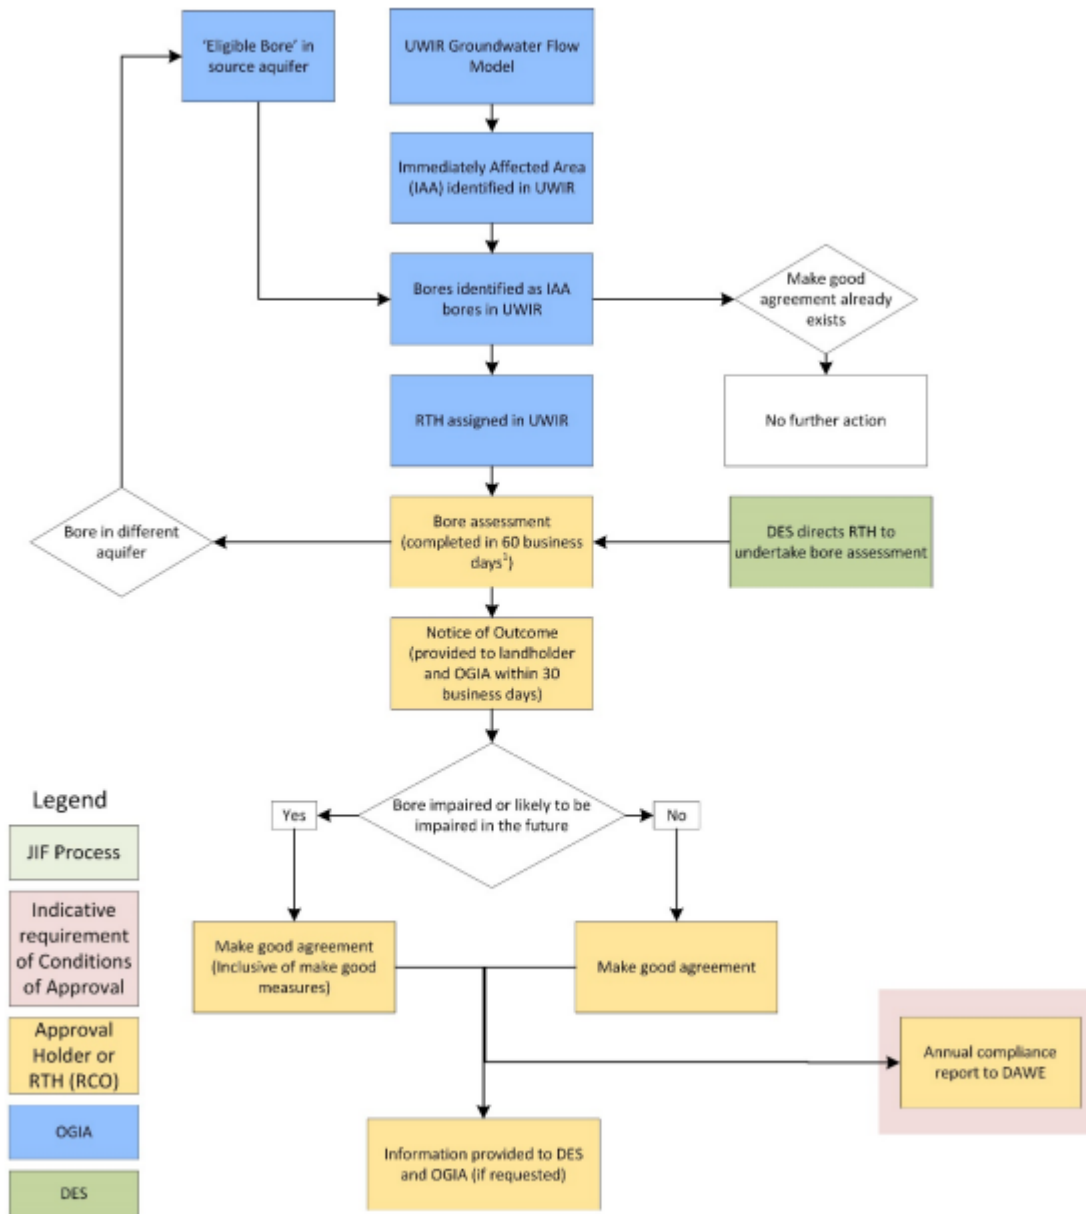 'Eligible Bore' in
source aquifer
UWIR Groundwater Flow
Model
Immediately Affected Area
(IAA) identified in UWIR
Bores identified as IAA
bores in UWIR
Make good
agreement already
exists
RTH assigned in UWIR
No further action
Bore in different
aquifer
Bore assessment
(completed in 60 business
days¹)
DES directs RTH to
undertake bore assessment
Notice of Outcome
(provided to landholder
and OGIA within 30
business days)
Bore impaired or likely to be
impaired in the future
Yes
No
Make good agreement
(Inclusive of make good
measures)
Make good agreement
Annual compliance
report to DAWE
Information provided to DES
and OGIA (if requested)
Legend
JIF Process
Indicative
requirement
of Conditions
of Approval
Approval
Holder or
RTH (RCO)
OGIA
DES